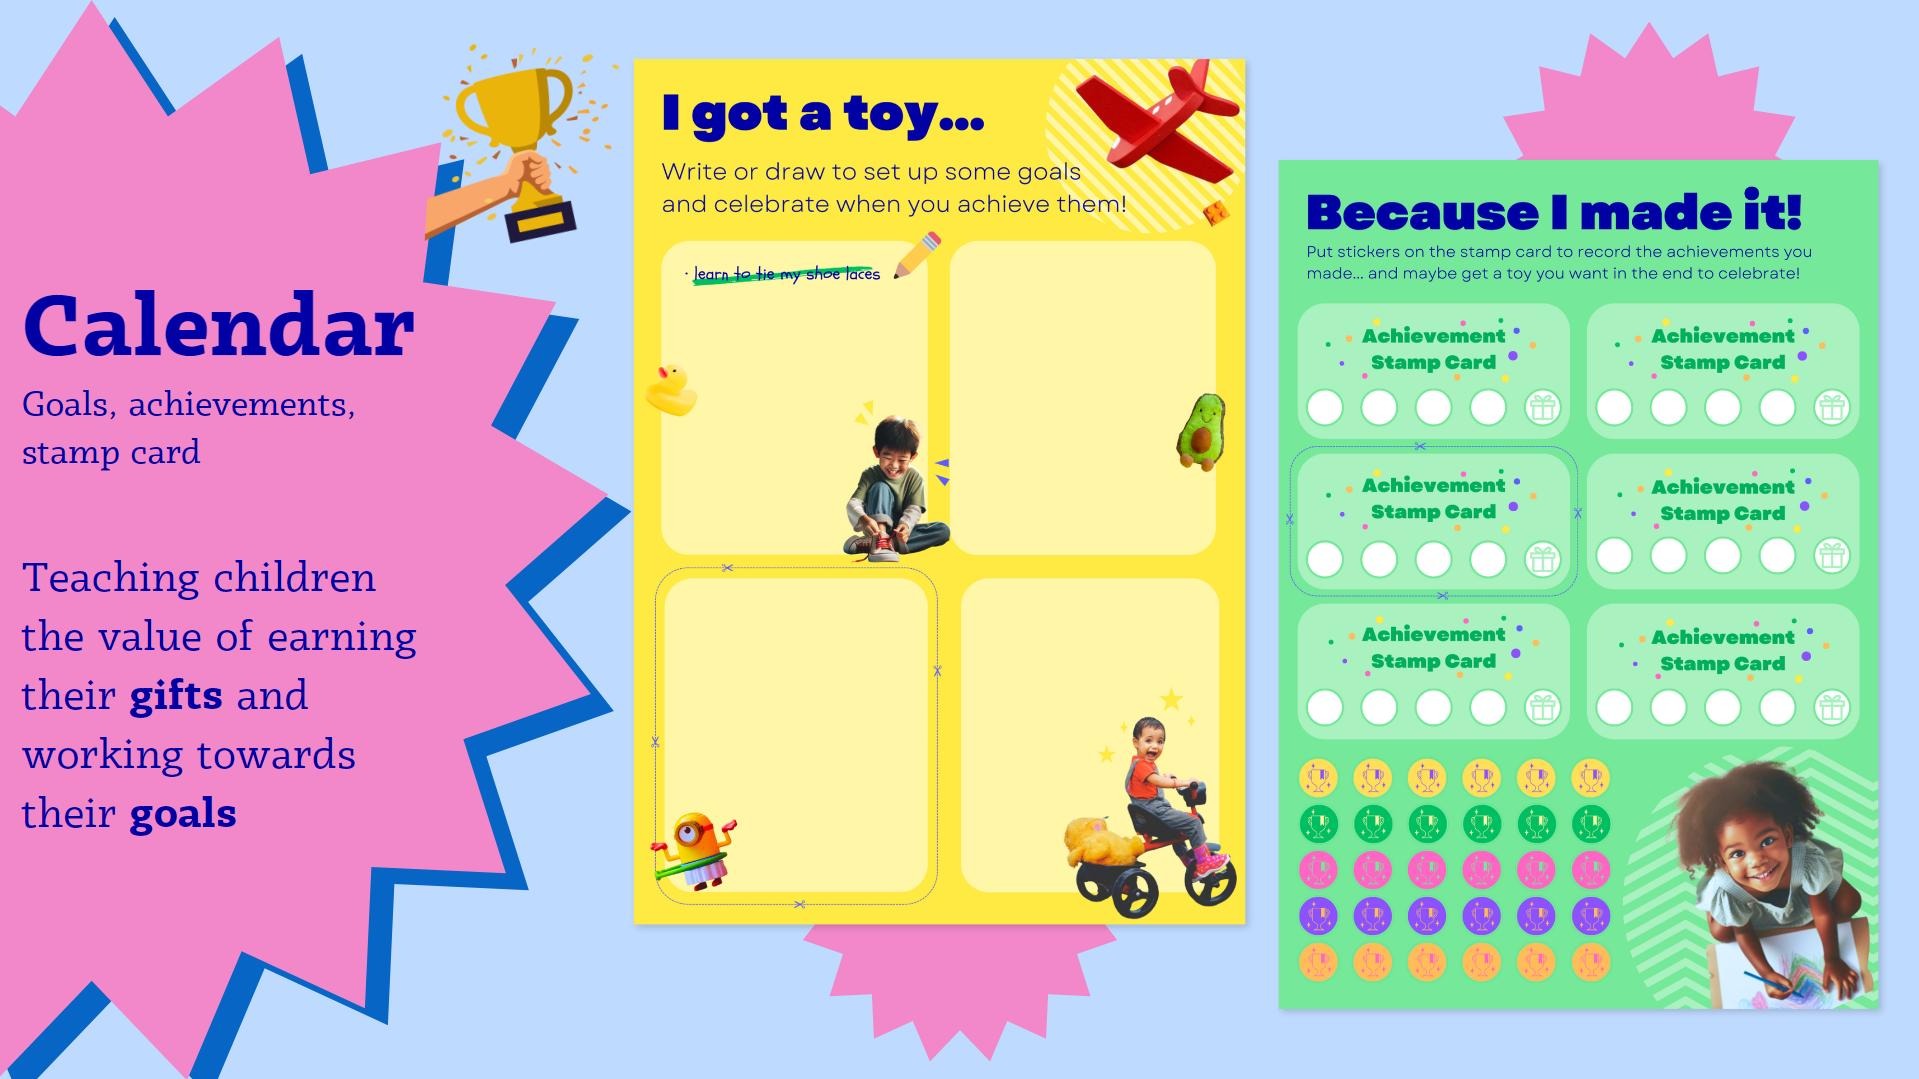 Calendar
Goals, achievements,
stamp card
Teaching children
the value of earning
their gifts and
working towards
their goals
I got a toy...
Write or draw to set up some goals
and celebrate when you achieve them!
· learn to tie my shoe laces
Because I made it!
Put stickers on the stamp card to record the achievements you
made... and maybe get a toy you want in the end to celebrate!
Achievement
Stamp Card
Achievement
Stamp Card
Achievement
Stamp Card
Achievement
Stamp Card
Achievement
Stamp Card
Achievement
Stamp Card